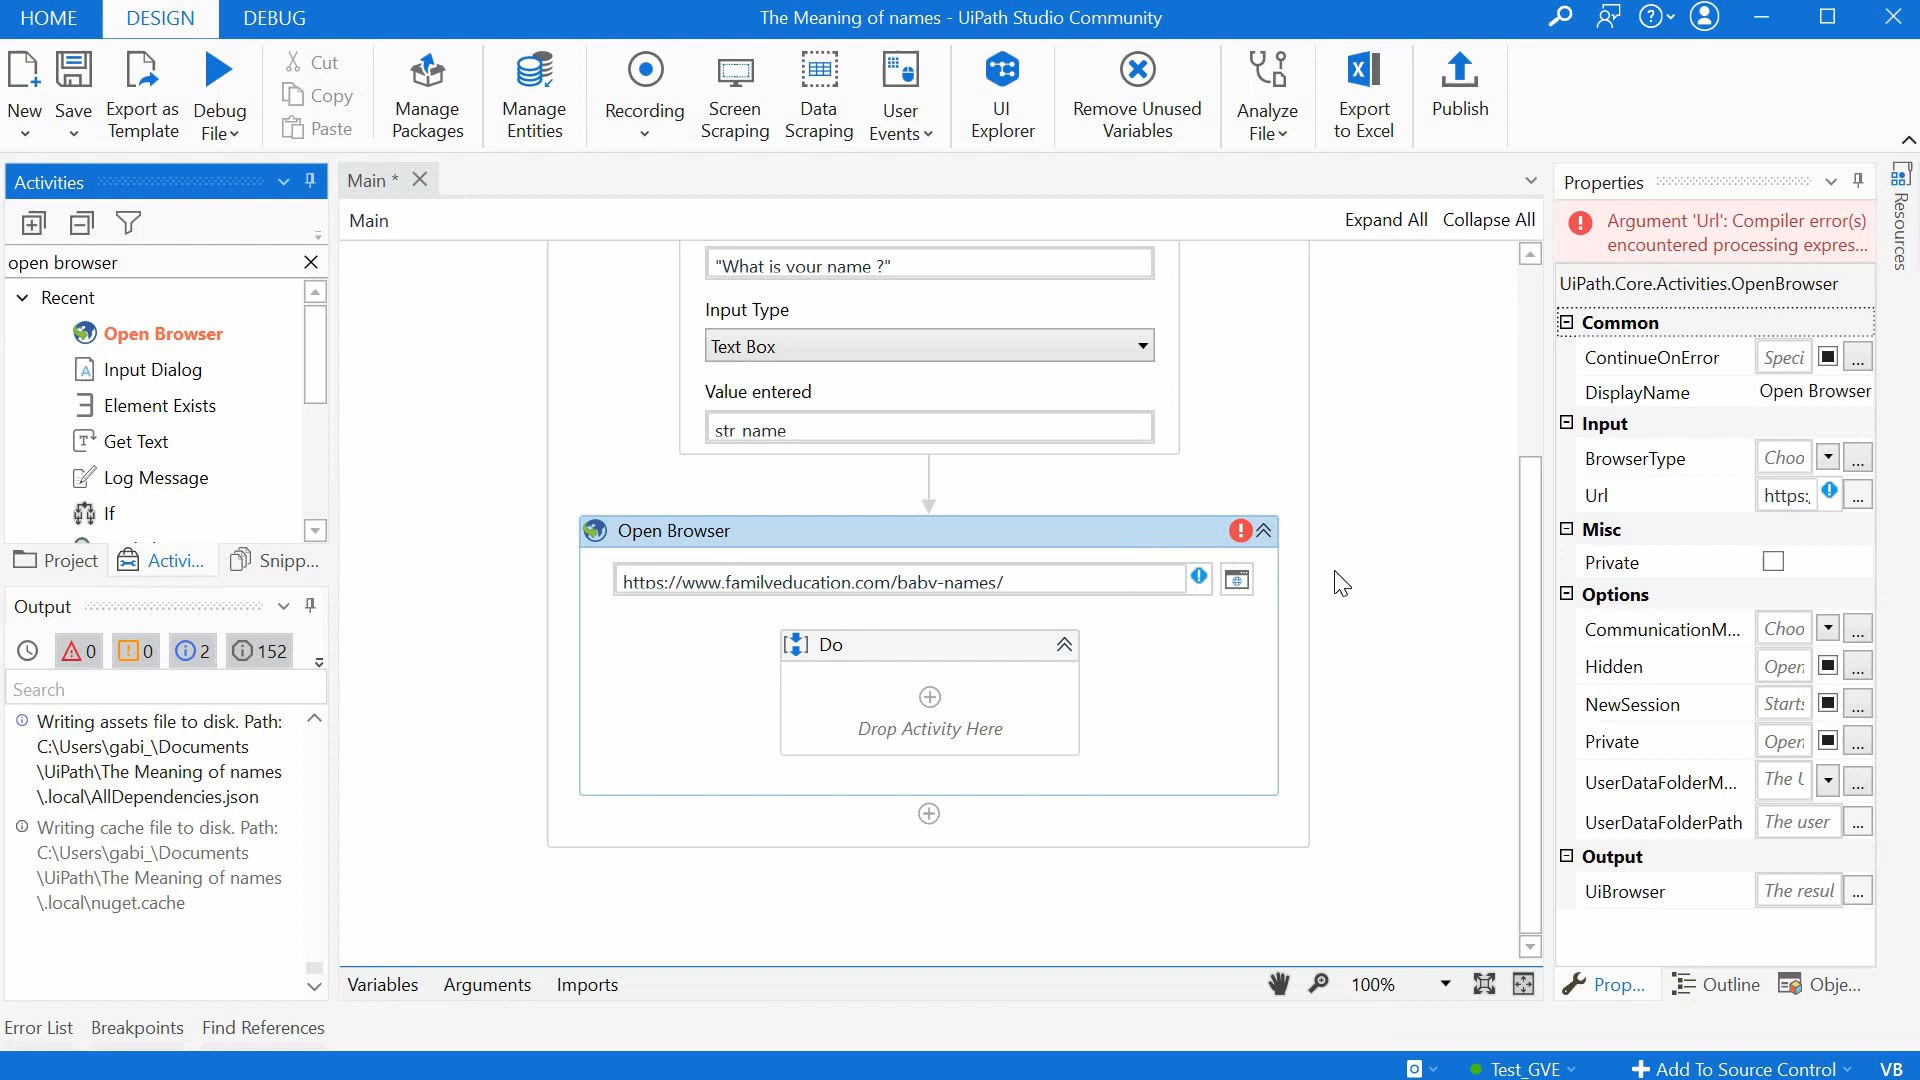 HOME DESIGN DEBUG The Meaning of names - UiPath Studio Community
New Save Export as Template Debug File Cut Copy Paste Manage Packages Manage Entities Recording Screen Scraping Data Scraping User Events UI Explorer Remove Unused Variables Analyze File Export to Excel Publish
Activities
open browser
Recent
Open Browser
Input Dialog
Element Exists
Get Text
Log Message
If
Project Activi... Snipp...
Output
0 0 2 152
Search
Writing assets file to disk. Path:
C:\Users\gabi_\Documents
\UiPath\The Meaning of names
\.local\AllDependencies.json
Writing cache file to disk. Path:
C:\Users\gabi_\Documents
\UiPath\The Meaning of names
\.local\nuget.cache
Error List Breakpoints Find References
Main *
Main Expand All Collapse All
"What is your name ?"
Input Type
Text Box
Value entered
str_name
Open Browser
https://www.familyeducation.com/baby-names/
Do
Drop Activity Here
Variables Arguments Imports 100%
Properties
Argument 'Url': Compiler error(s)
encountered processing expres...
UiPath.Core.Activities.OpenBrowser
Common
ContinueOnError Speci ...
DisplayName Open Browser
Input
BrowserType Choo ...
Url https:/ ...
Misc
Private
Options
CommunicationM... Choo ...
Hidden Open ...
NewSession Starts ...
Private Open ...
UserDataFolderM... The U ...
UserDataFolderPath The user ...
Output
UiBrowser The resul ...
Prop... Outline Obje...
Resources
Test_GVE Add To Source Control VB